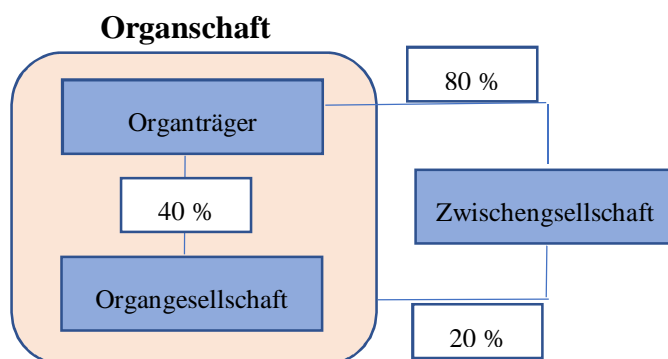 Organschaft
80 %
Organträger
40 %
Zwischengsellschaft
Organgesellschaft
20 %